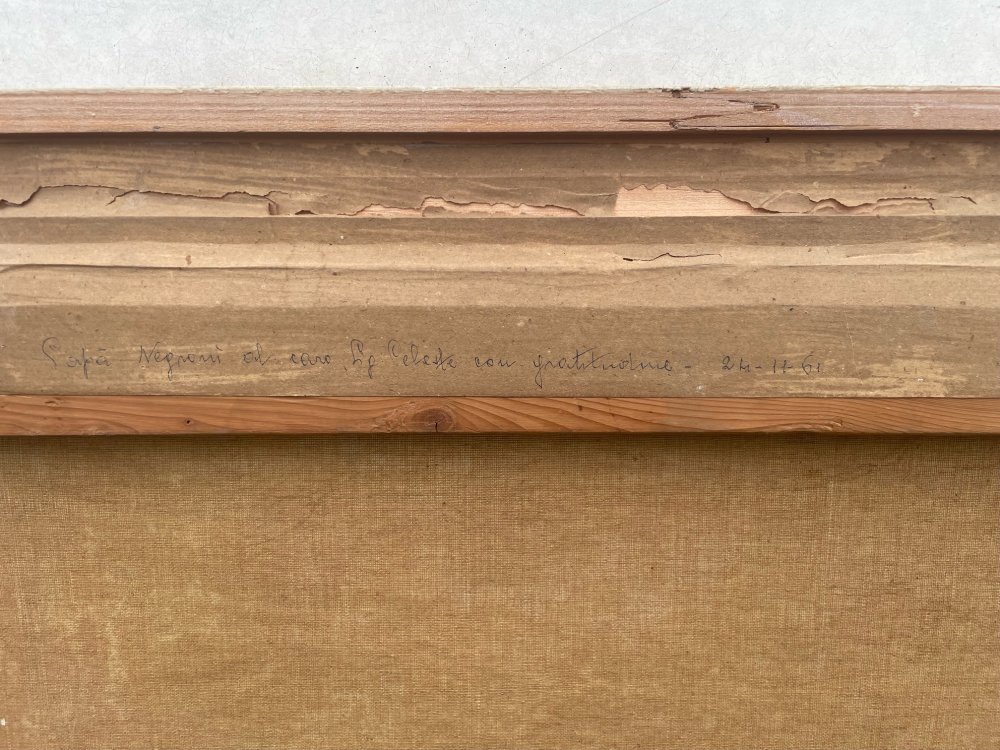 Papà Negroni al caro Sig Celeste con gratitudine - 24-11-61